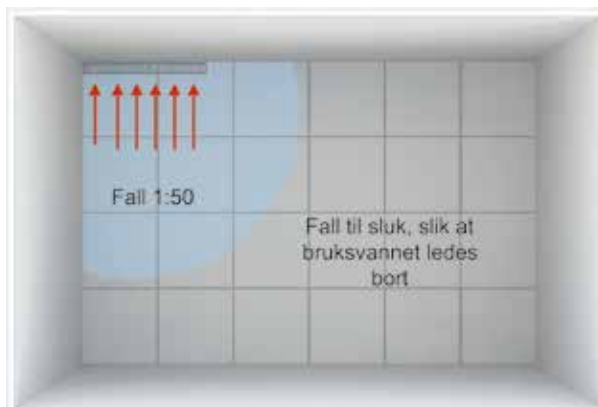 Fall 1:50
Fall til sluk, slik at
bruksvannet ledes
bort